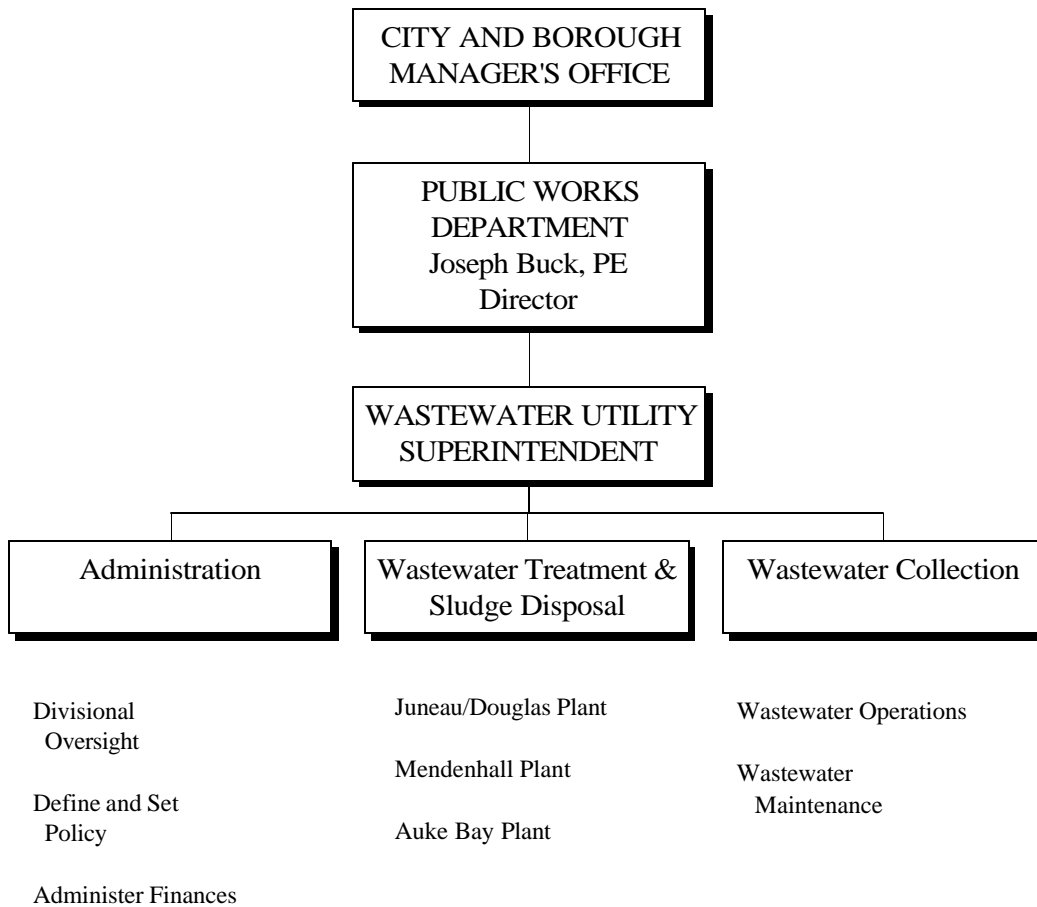 CITY AND BOROUGH
MANAGER'S OFFICE
PUBLIC WORKS
DEPARTMENT
Joseph Buck, PE
Director
WASTEWATER UTILITY
SUPERINTENDENT
Administration
Wastewater Treatment &
Sludge Disposal
Wastewater Collection
Divisional
Oversight
Define and Set
Policy
Administer Finances
Juneau/Douglas Plant
Mendenhall Plant
Auke Bay Plant
Wastewater Operations
Wastewater
Maintenance